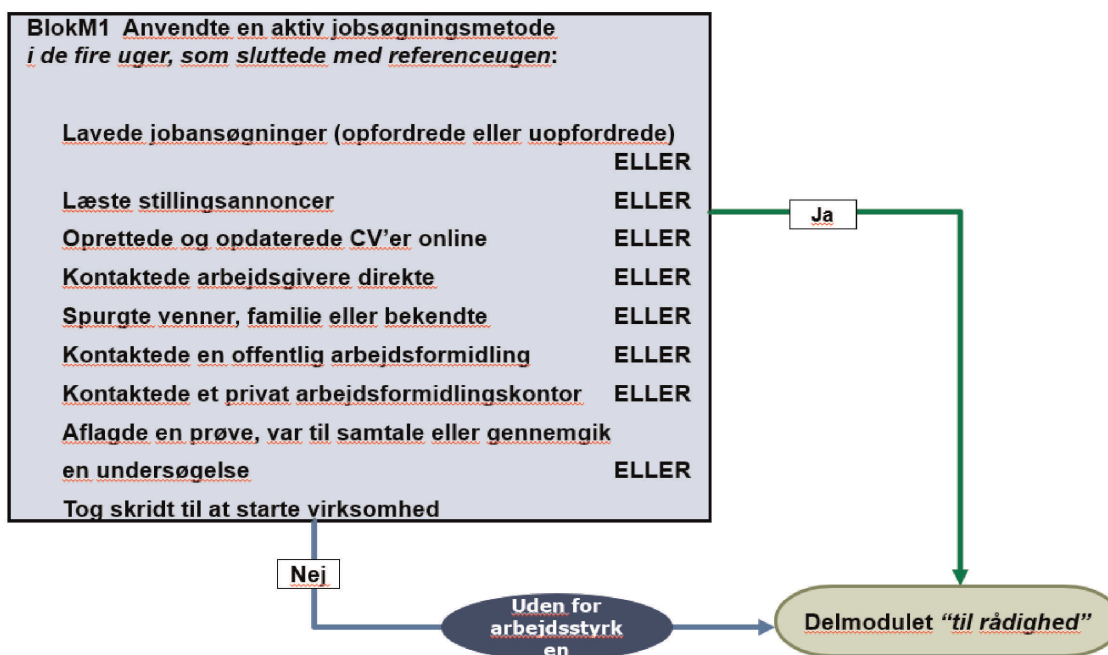 BlokM1 Anvendte en aktiv jobsøgningsmetode
i de fire uger, som sluttede med referenceugen:
Lavede jobansøgninger (opfordrede eller uopfordrede)
ELLER
Læste stillingsannoncer ELLER
Oprettede og opdaterede CV’er online ELLER
Kontaktede arbejdsgivere direkte ELLER
Spurgte venner, familie eller bekendte ELLER
Kontaktede en offentlig arbejdsformidling ELLER
Kontaktede et privat arbejdsformidlingskontor ELLER
Aflagde en prøve, var til samtale eller gennemgik
en undersøgelse ELLER
Tog skridt til at starte virksomhed
Ja
Nej
Uden for
arbejdsstyrk
en
Delmodulet “til rådighed”